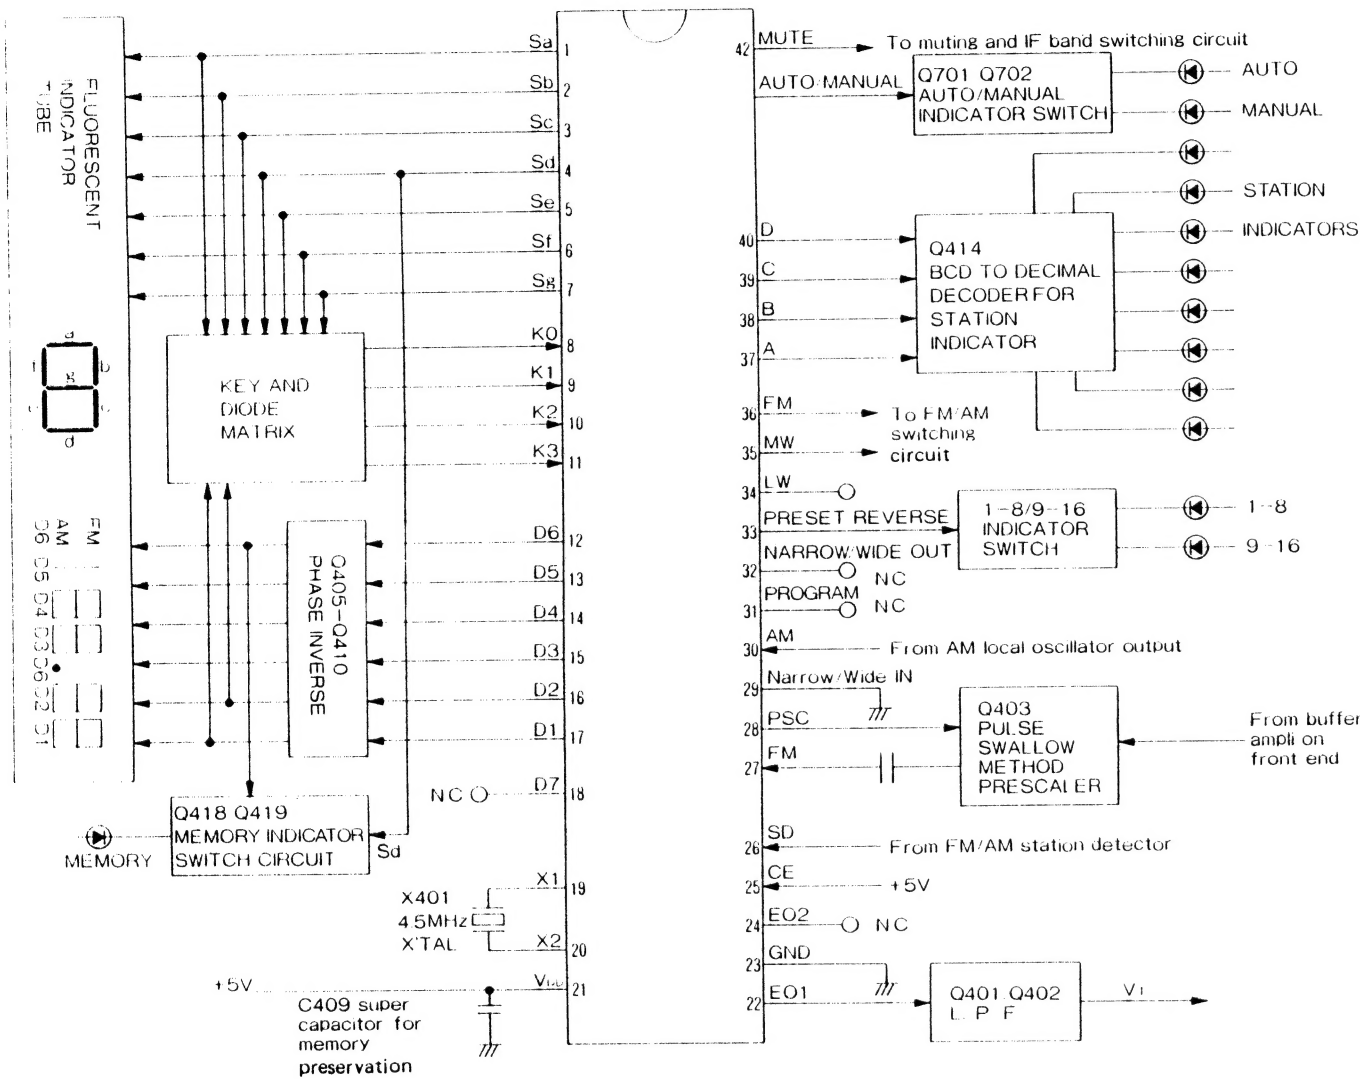 FLUORESCENT
INDICATOR
TUBE
Sa
1
Sb
2
Sc
3
Sd
4
Se
5
Sf
6
Sg
7
KEY AND
DIODE
MATRIX
K0
8
K1
9
K2
10
K3
11
FM
AM
D6 D5 D4 D3 D6 D2 D1
Q405-Q410
PHASE INVERSE
D6
12
D5
13
D4
14
D3
15
D2
16
D1
17
NC
D7
18
Q418 Q419
MEMORY INDICATOR
SWITCH CIRCUIT
MEMORY
Sd
X1
19
X401
4.5MHz
X'TAL
X2
20
+5V
VDD
21
C409 super
capacitor for
memory
preservation
42
MUTE
To muting and IF band switching circuit
AUTO/MANUAL
Q701 Q702
AUTO/MANUAL
INDICATOR SWITCH
AUTO
MANUAL
STATION
INDICATORS
40
D
39
C
38
B
37
A
Q414
BCD TO DECIMAL
DECODER FOR
STATION
INDICATOR
36
FM
35
MW
To FM/AM
switching
circuit
34
LW
33
PRESET REVERSE
1-8/9-16
INDICATOR
SWITCH
1-8
9-16
32
NARROW/WIDE OUT
NC
31
PROGRAM
NC
30
AM
From AM local oscillator output
29
Narrow/Wide IN
28
PSC
27
FM
Q403
PULSE
SWALLOW
METHOD
PRESCALER
From buffer
ampli on
front end
26
SD
From FM/AM station detector
25
CE
+5V
24
EO2
NC
23
GND
22
EO1
Q401 Q402
L. P. F